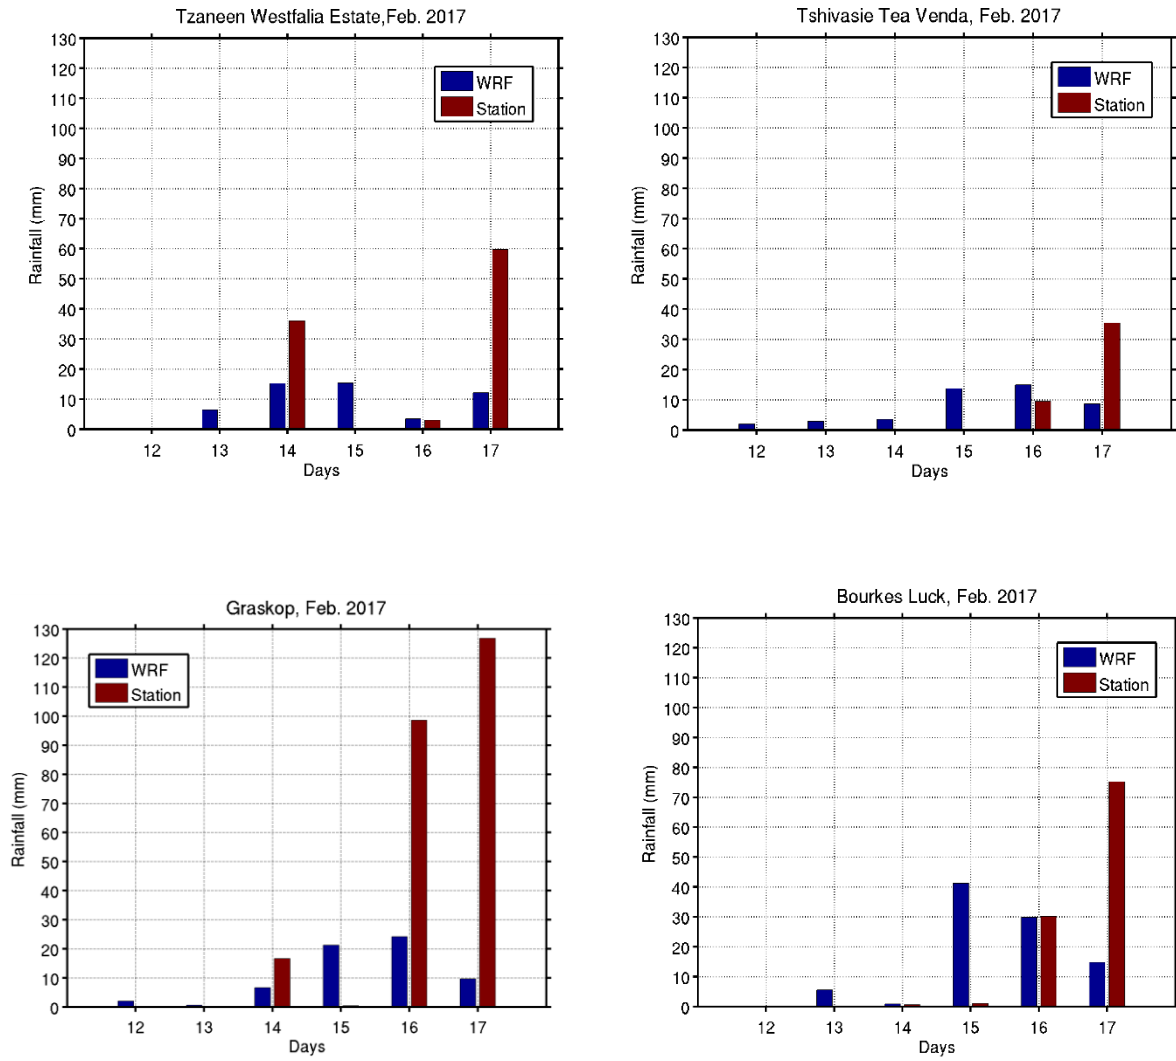 Tzaneen Westfalia Estate,Feb. 2017
130
120
110
100
90
80
70
60
50
40
30
20
10
0
Rainfall (mm)
WRF
Station
12 13 14 15 16 17
Days
Tshivasie Tea Venda, Feb. 2017
130
120
110
100
90
80
70
60
50
40
30
20
10
0
Rainfall (mm)
WRF
Station
12 13 14 15 16 17
Days
Graskop, Feb. 2017
130
120
110
100
90
80
70
60
50
40
30
20
10
0
Rainfall (mm)
WRF
Station
12 13 14 15 16 17
Days
Bourkes Luck, Feb. 2017
130
120
110
100
90
80
70
60
50
40
30
20
10
0
Rainfall (mm)
WRF
Station
12 13 14 15 16 17
Days